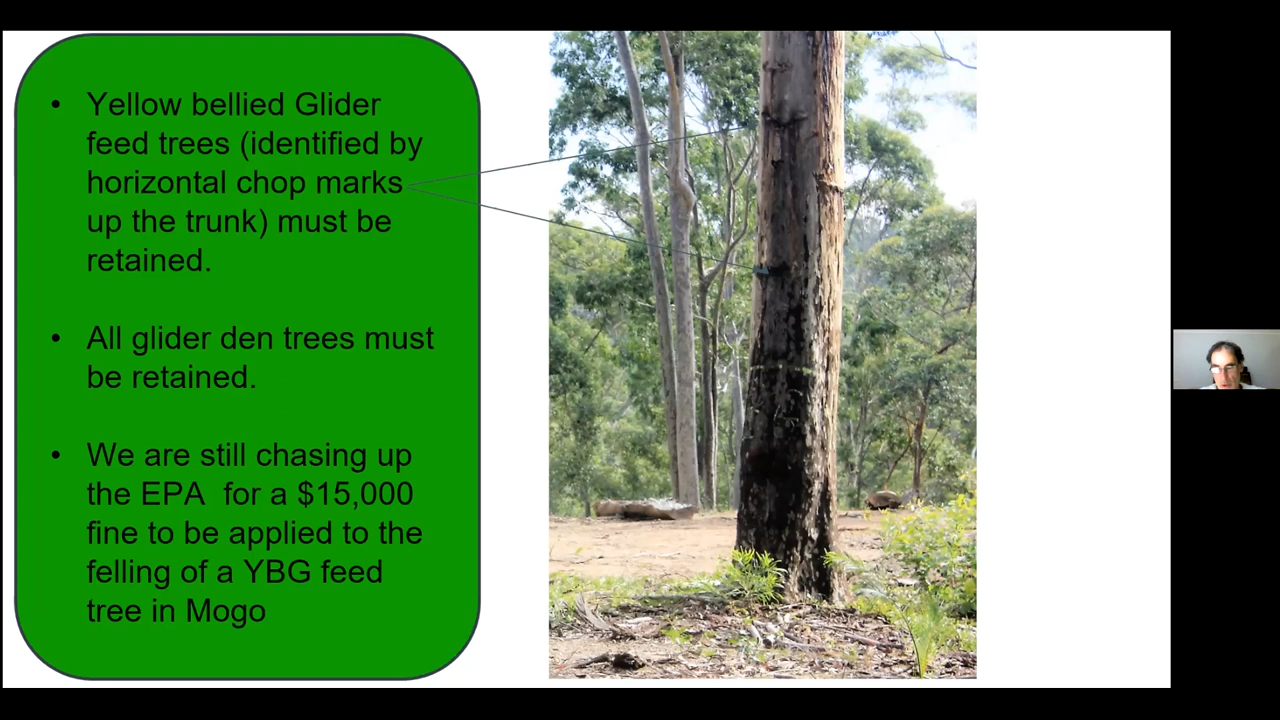 • Yellow bellied Glider
feed trees (identified by
horizontal chop marks
up the trunk) must be
retained.
• All glider den trees must
be retained.
• We are still chasing up
the EPA  for a $15,000
fine to be applied to the
felling of a YBG feed
tree in Mogo